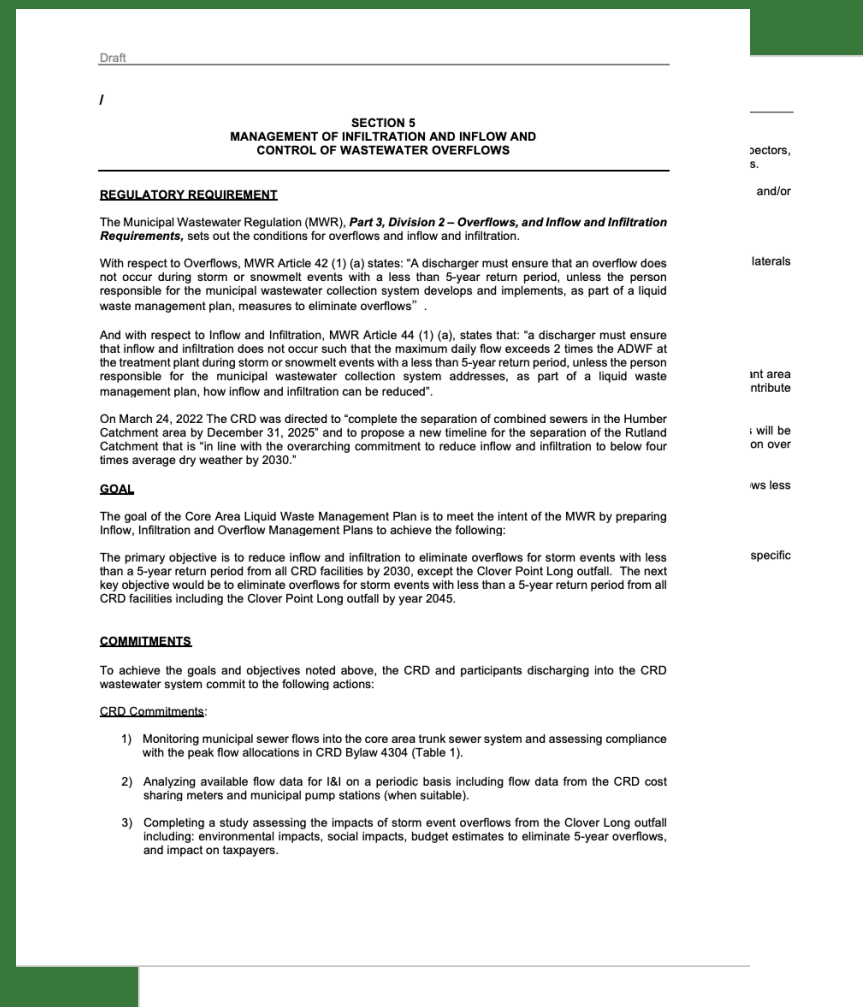 Draft
/
SECTION 5
MANAGEMENT OF INFILTRATION AND INFLOW AND
CONTROL OF WASTEWATER OVERFLOWS
REGULATORY REQUIREMENT
The Municipal Wastewater Regulation (MWR), Part 3, Division 2 – Overflows, and Inflow and Infiltration
Requirements, sets out the conditions for overflows and inflow and infiltration.
With respect to Overflows, MWR Article 42 (1) (a) states: “A discharger must ensure that an overflow does
not occur during storm or snowmelt events with a less than 5-year return period, unless the person
responsible for the municipal wastewater collection system develops and implements, as part of a liquid
waste management plan, measures to eliminate overflows” .
And with respect to Inflow and Infiltration, MWR Article 44 (1) (a), states that: “a discharger must ensure
that inflow and infiltration does not occur such that the maximum daily flow exceeds 2 times the ADWF at
the treatment plant during storm or snowmelt events with a less than 5-year return period, unless the person
responsible for the municipal wastewater collection system addresses, as part of a liquid waste
management plan, how inflow and infiltration can be reduced”.
On March 24, 2022 The CRD was directed to “complete the separation of combined sewers in the Humber
Catchment area by December 31, 2025” and to propose a new timeline for the separation of the Rutland
Catchment that is “in line with the overarching commitment to reduce inflow and infiltration to below four
times average dry weather by 2030.”
GOAL
The goal of the Core Area Liquid Waste Management Plan is to meet the intent of the MWR by preparing
Inflow, Infiltration and Overflow Management Plans to achieve the following:
The primary objective is to reduce inflow and infiltration to eliminate overflows for storm events with less
than a 5-year return period from all CRD facilities by 2030, except the Clover Point Long outfall. The next
key objective would be to eliminate overflows for storm events with less than a 5-year return period from all
CRD facilities including the Clover Point Long outfall by year 2045.
COMMITMENTS
To achieve the goals and objectives noted above, the CRD and participants discharging into the CRD
wastewater system commit to the following actions:
CRD Commitments:
1) Monitoring municipal sewer flows into the core area trunk sewer system and assessing compliance
with the peak flow allocations in CRD Bylaw 4304 (Table 1).
2) Analyzing available flow data for I&I on a periodic basis including flow data from the CRD cost
sharing meters and municipal pump stations (when suitable).
3) Completing a study assessing the impacts of storm event overflows from the Clover Long outfall
including: environmental impacts, social impacts, budget estimates to eliminate 5-year overflows,
and impact on taxpayers.
and/or
area
will be
on over
less
specific